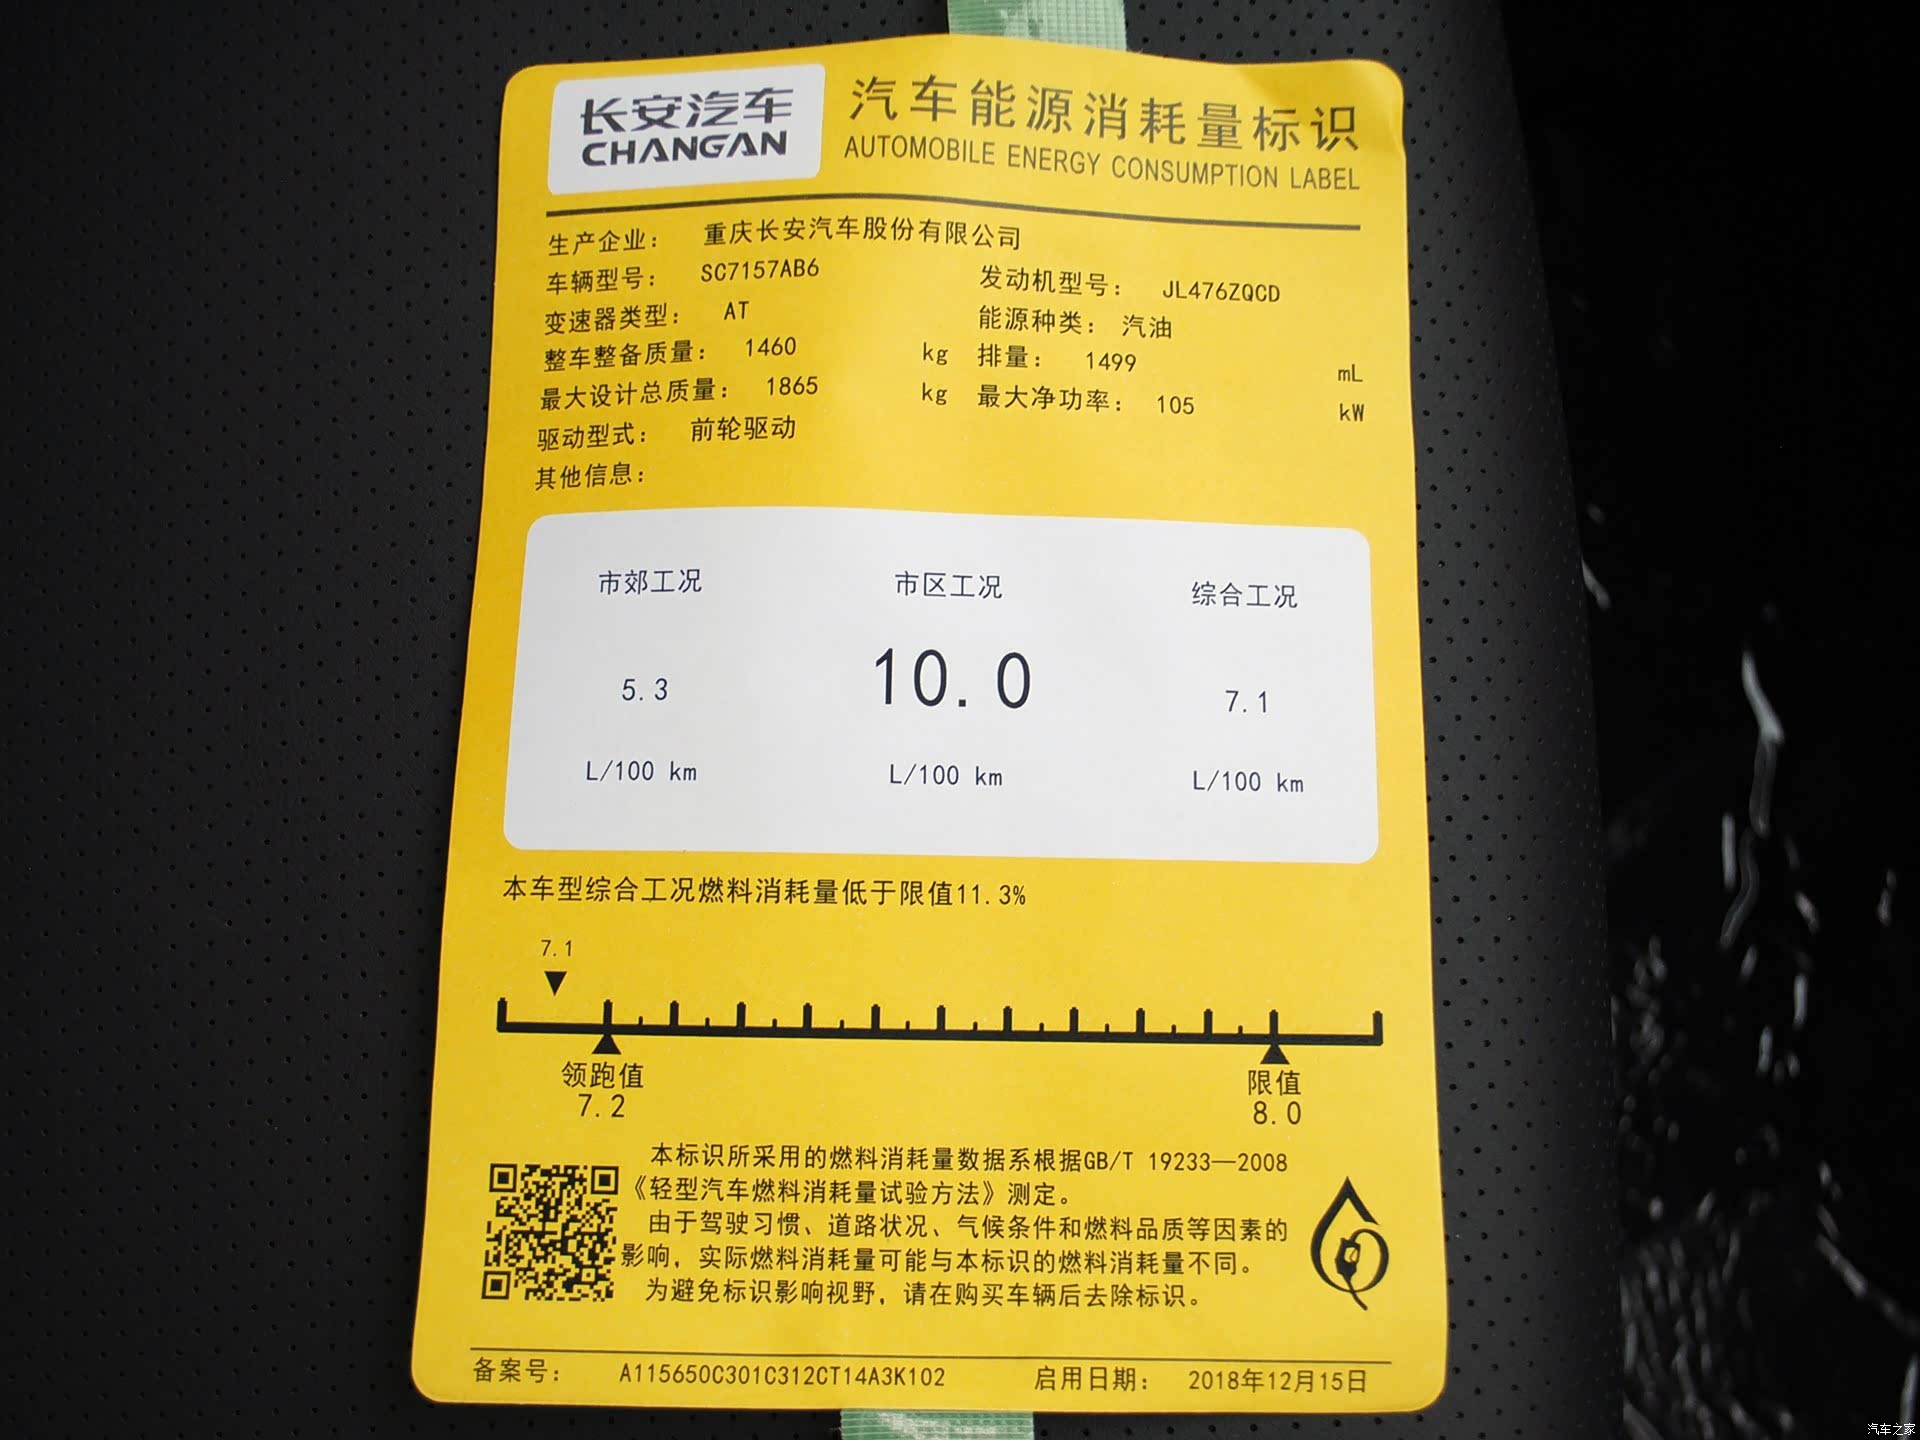 长安汽车
CHANGAN
汽车能源消耗量标识
AUTOMOBILE ENERGY CONSUMPTION LABEL
生产企业： 重庆长安汽车股份有限公司
车辆型号： SC7157AB6 发动机型号： JL476ZQCD
变速器类型： AT 能源种类： 汽油
整车整备质量： 1460 kg 排量： 1499 mL
最大设计总质量： 1865 kg 最大净功率： 105 kW
驱动型式： 前轮驱动
其他信息：
市郊工况 市区工况 综合工况
5.3 10.0 7.1
L/100 km L/100 km L/100 km
本车型综合工况燃料消耗量低于限值11.3%
7.1
领跑值 限值
7.2 8.0
本标识所采用的燃料消耗量数据系根据GB/T 19233—2008
《轻型汽车燃料消耗量试验方法》测定。
由于驾驶习惯、道路状况、气候条件和燃料品质等因素的
影响，实际燃料消耗量可能与本标识的燃料消耗量不同。
为避免标识影响视野，请在购买车辆后去除标识。
备案号： A115650C301C312CT14A3K102 启用日期： 2018年12月15日
汽车之家